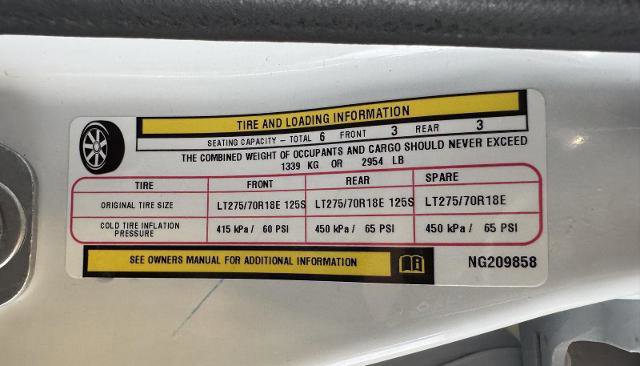 TIRE AND LOADING INFORMATION
SEATING CAPACITY - TOTAL 6 FRONT 3 REAR 3
THE COMBINED WEIGHT OF OCCUPANTS AND CARGO SHOULD NEVER EXCEED
1339 KG OR 2954 LB
TIRE FRONT REAR SPARE
ORIGINAL TIRE SIZE LT275/70R18E 125S LT275/70R18E 125S LT275/70R18E
COLD TIRE INFLATION PRESSURE 415 kPa / 60 PSI 450 kPa / 65 PSI 450 kPa / 65 PSI
SEE OWNERS MANUAL FOR ADDITIONAL INFORMATION NG209858